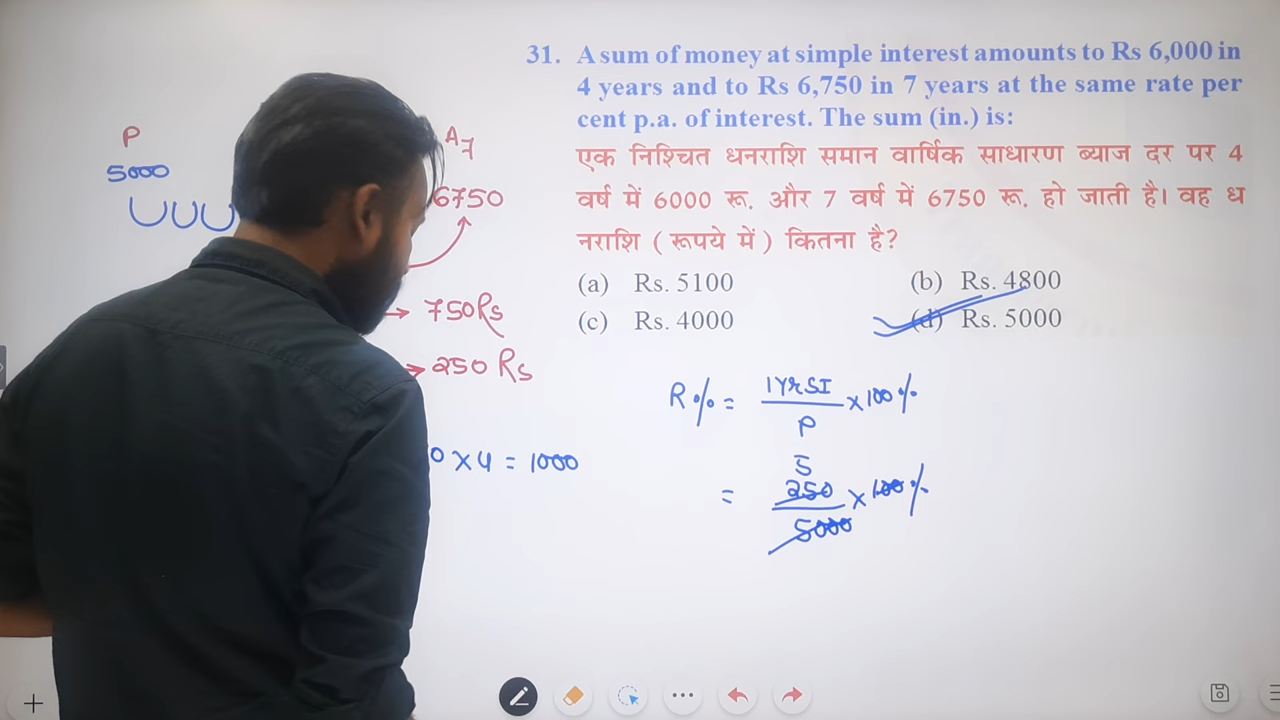 31. A sum of money at simple interest amounts to Rs 6,000 in
4 years and to Rs 6,750 in 7 years at the same rate per
cent p.a. of interest. The sum (in.) is:
एक निश्चित धनराशि समान वार्षिक साधारण ब्याज दर पर 4
वर्ष में 6000 रू. और 7 वर्ष में 6750 रू. हो जाती है। वह ध
नराशि ( रूपये में ) कितना है?
(a) Rs. 5100 (b) Rs. 4800
(c) Rs. 4000 (d) Rs. 5000
P
5000
A7
6750
→ 750Rs
→ 250 Rs
0 × 4 = 1000
R% = 1YrSI / P × 100%
5
= 250 / 5000 × 100%